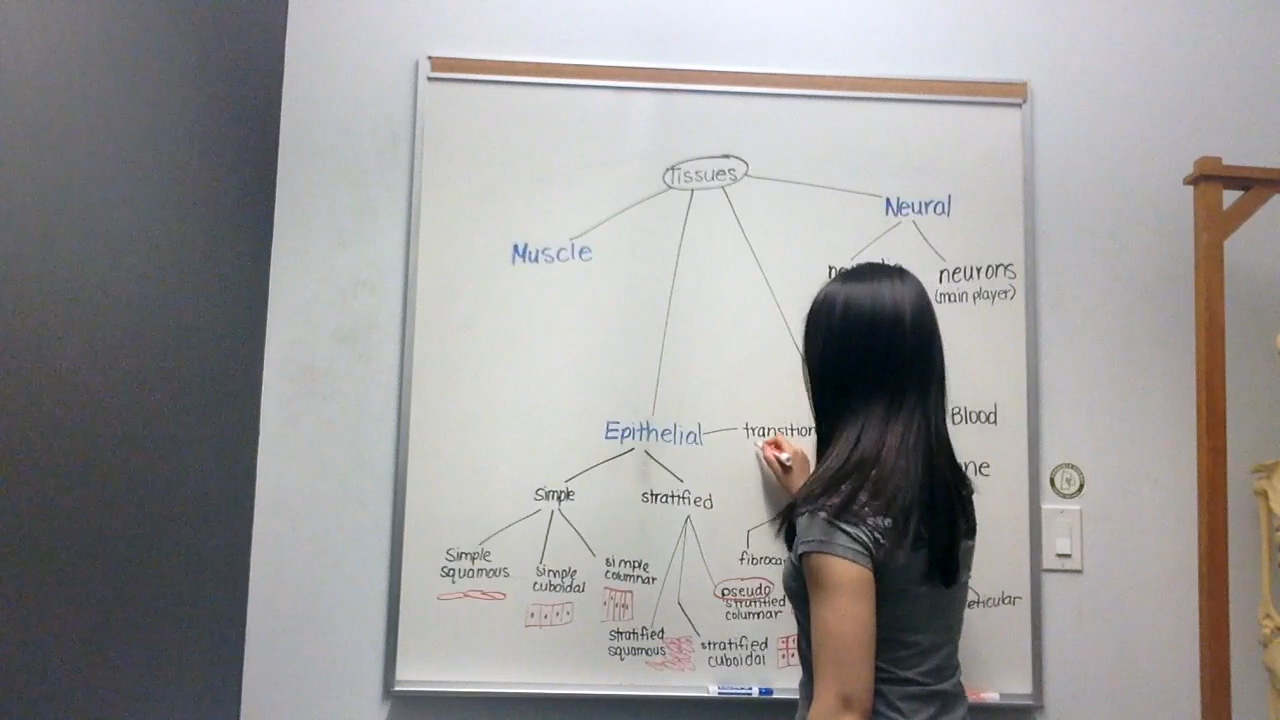 Tissues
Neural
Muscle
neurons
(main player)
Blood
Epithelial
transition
simple
stratified
Simple
squamous
simple
cuboidal
simple
columnar
pseudo
stratified
columnar
stratified
squamous
stratified
cuboidal